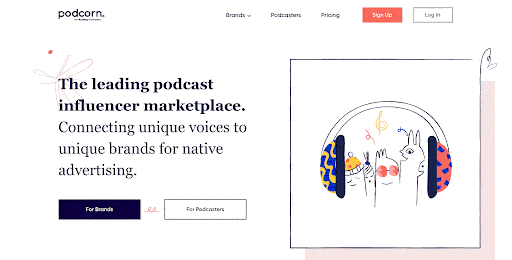 podcorn.
Brands
Podcasters
Pricing
Sign Up
Log In
The leading podcast
influencer marketplace.
Connecting unique voices to
unique brands for native
advertising.
For Brands
For Podcasters